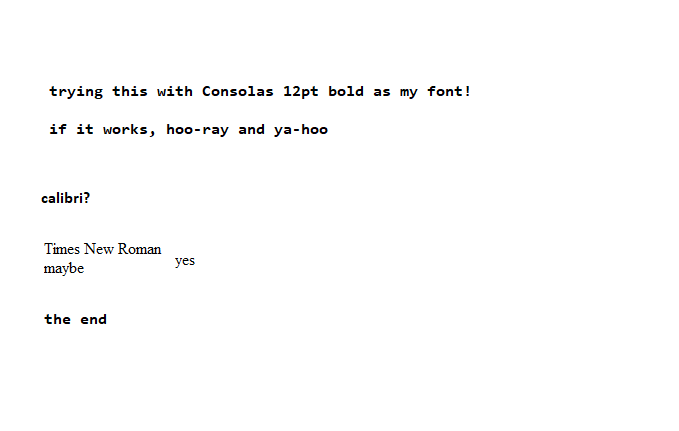 trying this with Consolas 12pt bold as my font!
if it works, hoo-ray and ya-hoo
calibri?
Times New Roman
maybe
yes
the end